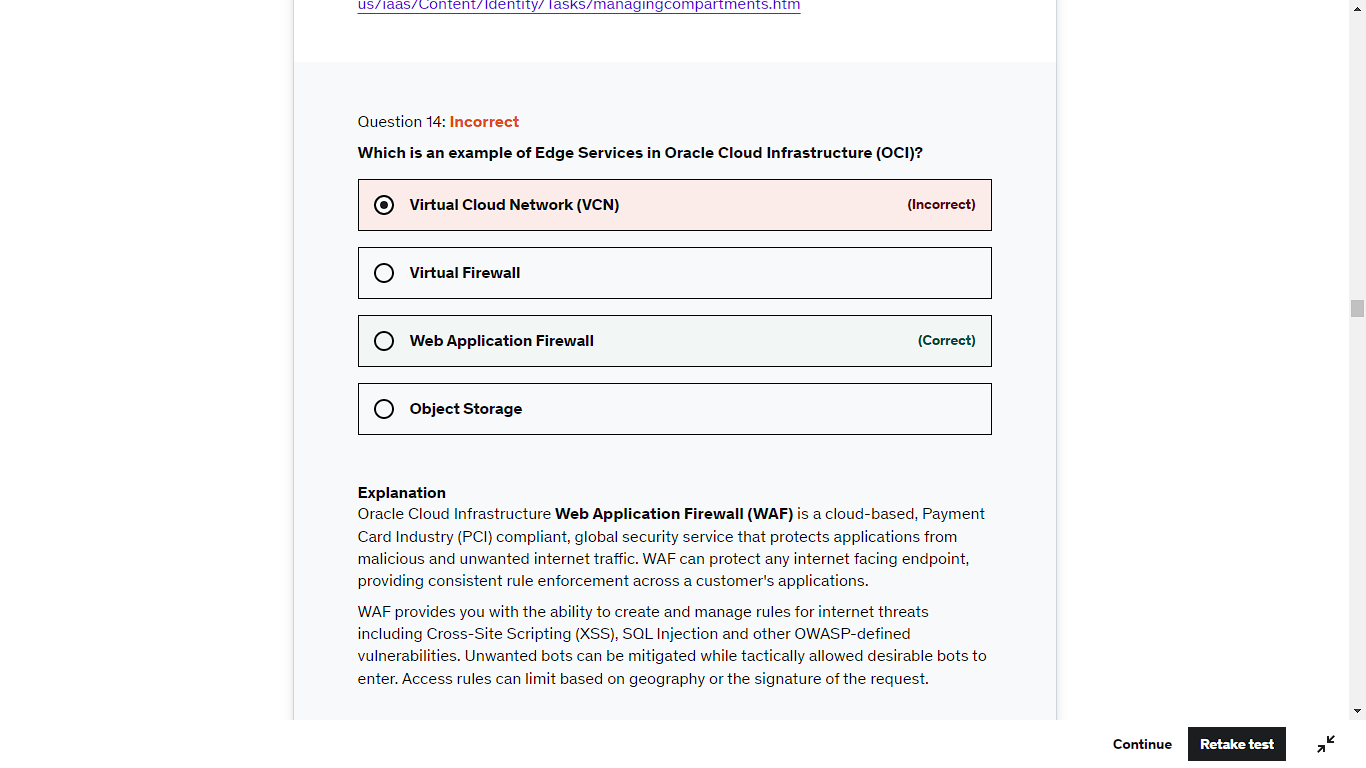 us/iaas/Content/Identity/Tasks/managingcompartments.htm
Question 14: Incorrect
Which is an example of Edge Services in Oracle Cloud Infrastructure (OCI)?
Virtual Cloud Network (VCN) (Incorrect)
Virtual Firewall
Web Application Firewall (Correct)
Object Storage
Explanation
Oracle Cloud Infrastructure Web Application Firewall (WAF) is a cloud-based, Payment
Card Industry (PCI) compliant, global security service that protects applications from
malicious and unwanted internet traffic. WAF can protect any internet facing endpoint,
providing consistent rule enforcement across a customer's applications.
WAF provides you with the ability to create and manage rules for internet threats
including Cross-Site Scripting (XSS), SQL Injection and other OWASP-defined
vulnerabilities. Unwanted bots can be mitigated while tactically allowed desirable bots to
enter. Access rules can limit based on geography or the signature of the request.
Continue Retake test